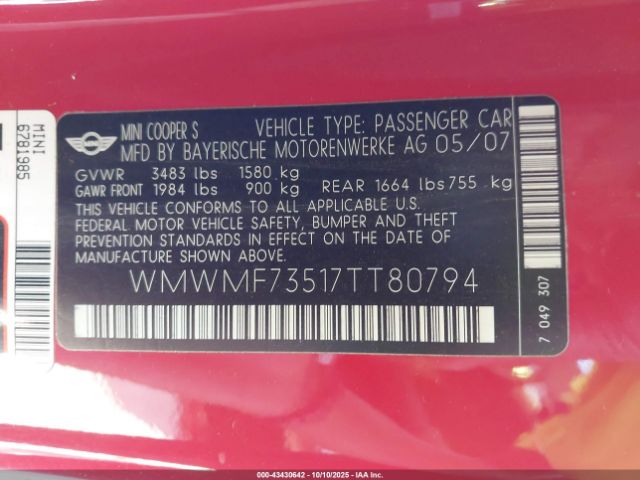 MINI COOPER S VEHICLE TYPE: PASSENGER CAR
MFD BY BAYERISCHE MOTORENWERKE AG 05/07
GVWR 3483 lbs 1580 kg
GAWR FRONT 1984 lbs 900 kg REAR 1664 lbs 755 kg
THIS VEHICLE CONFORMS TO ALL APPLICABLE U.S.
FEDERAL MOTOR VEHICLE SAFETY, BUMPER AND THEFT
PREVENTION STANDARDS IN EFFECT ON THE DATE OF
MANUFACTURE SHOWN ABOVE.
WMWMF73517TT80794
7 049 307
MINI
6781985
000-43430642 - 10/10/2025 - IAA Inc.